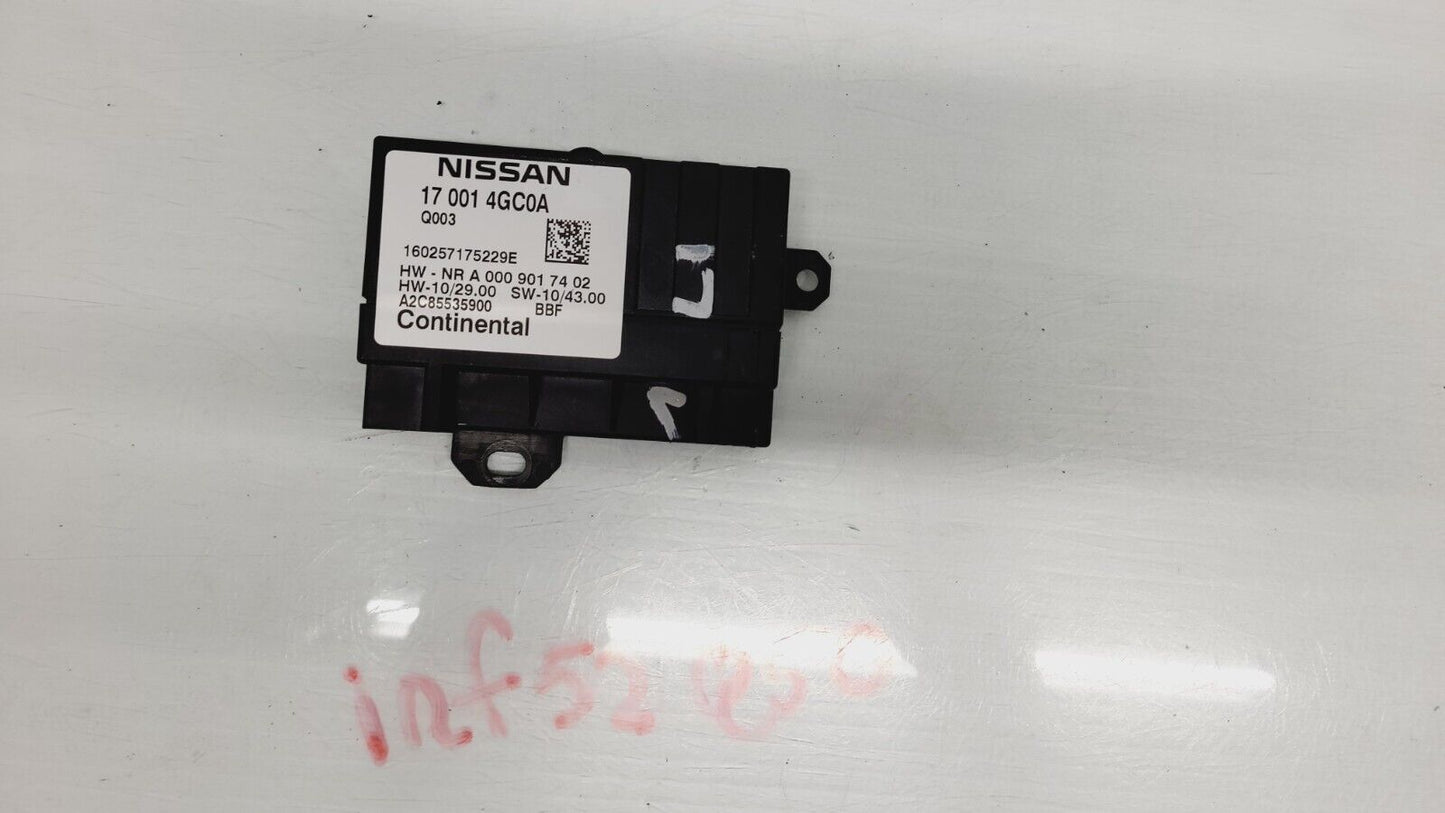 NISSAN
17 001 4GC0A
Q003
160257175229E
HW - NR A 000 901 74 02
HW-10/29.00 SW-10/43.00
A2C85535900 BBF
Continental